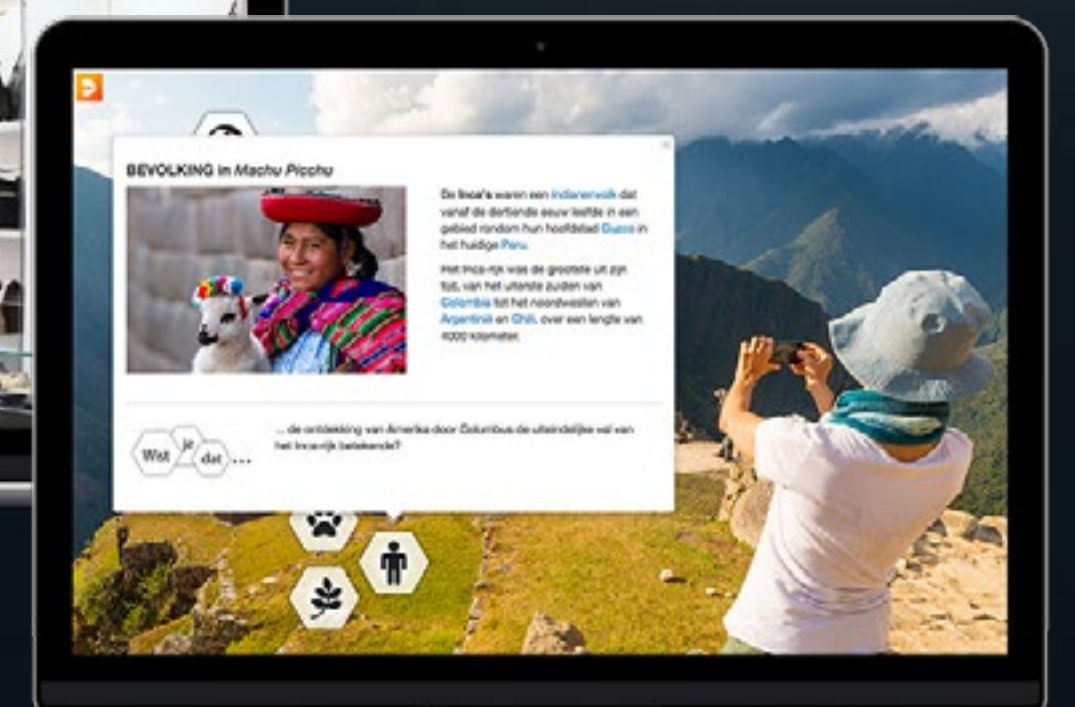 BEVOLKING in Machu Picchu
De Inca's waren een indianenvolk dat
vanaf de dertiende eeuw leefde in een
gebied rondom hun hoofdstad Cuzco in
het huidige Peru.
Het Inca-rijk was de grootste uit zijn
tijd, van het uiterste zuiden van
Colombia tot het noordwesten van
Argentinië en Chili, over een lengte van
4000 kilometer.
Wist je dat ...
... de ontdekking van Amerika door Columbus de uiteindelijke val van
het Inca-rijk betekende?